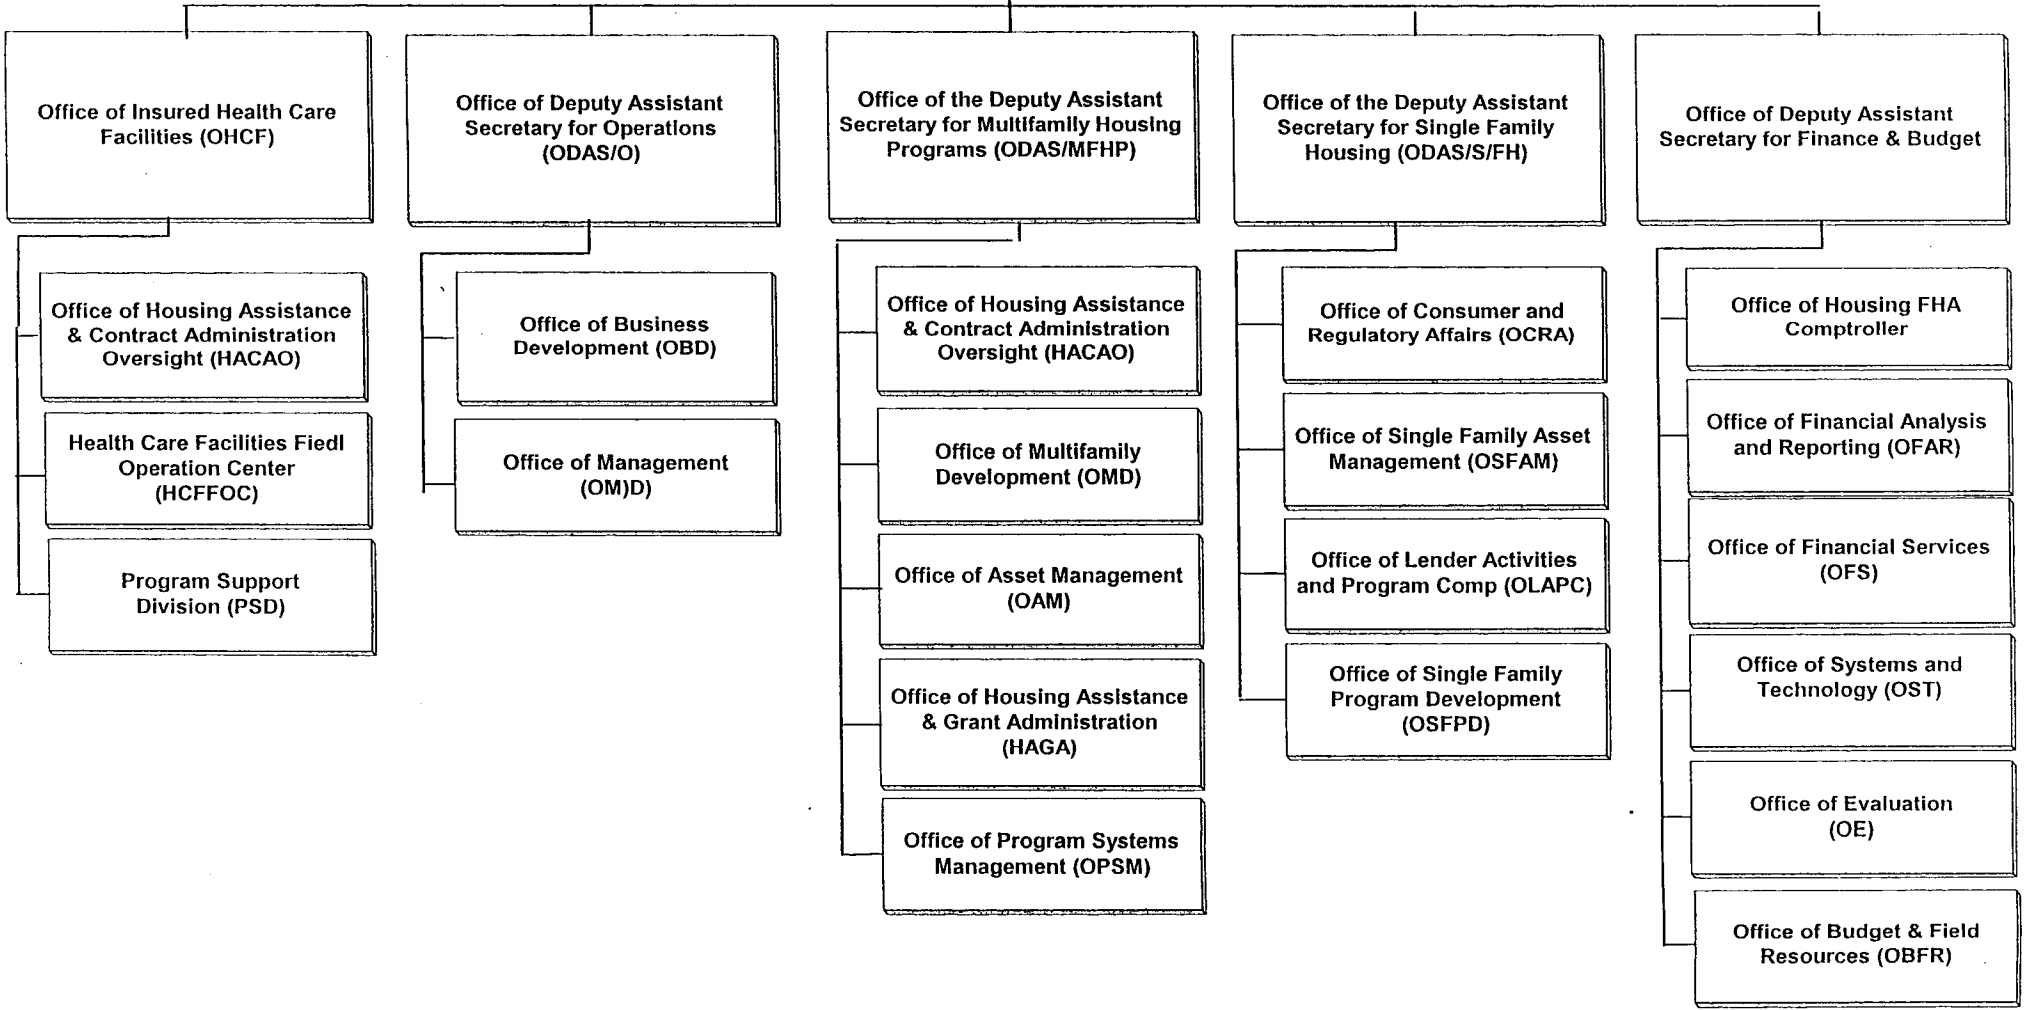 Office of Insured Health Care
Facilities (OHCF)
Office of Deputy Assistant
Secretary for Operations
(ODAS/O)
Office of the Deputy Assistant
Secretary for Multifamily Housing
Programs (ODAS/MFHP)
Office of the Deputy Assistant
Secretary for Single Family
Housing (ODAS/S/FH)
Office of Deputy Assistant
Secretary for Finance & Budget
Office of Housing Assistance
& Contract Administration
Oversight (HACAO)
Health Care Facilities Fiedl
Operation Center
(HCFFOC)
Program Support
Division (PSD)
Office of Business
Development (OBD)
Office of Management
(OM)D)
Office of Housing Assistance
& Contract Administration
Oversight (HACAO)
Office of Multifamily
Development (OMD)
Office of Asset Management
(OAM)
Office of Housing Assistance
& Grant Administration
(HAGA)
Office of Program Systems
Management (OPSM)
Office of Consumer and
Regulatory Affairs (OCRA)
Office of Single Family Asset
Management (OSFAM)
Office of Lender Activities
and Program Comp (OLAPC)
Office of Single Family
Program Development
(OSFPD)
Office of Housing FHA
Comptroller
Office of Financial Analysis
and Reporting (OFAR)
Office of Financial Services
(OFS)
Office of Systems and
Technology (OST)
Office of Evaluation
(OE)
Office of Budget & Field
Resources (OBFR)